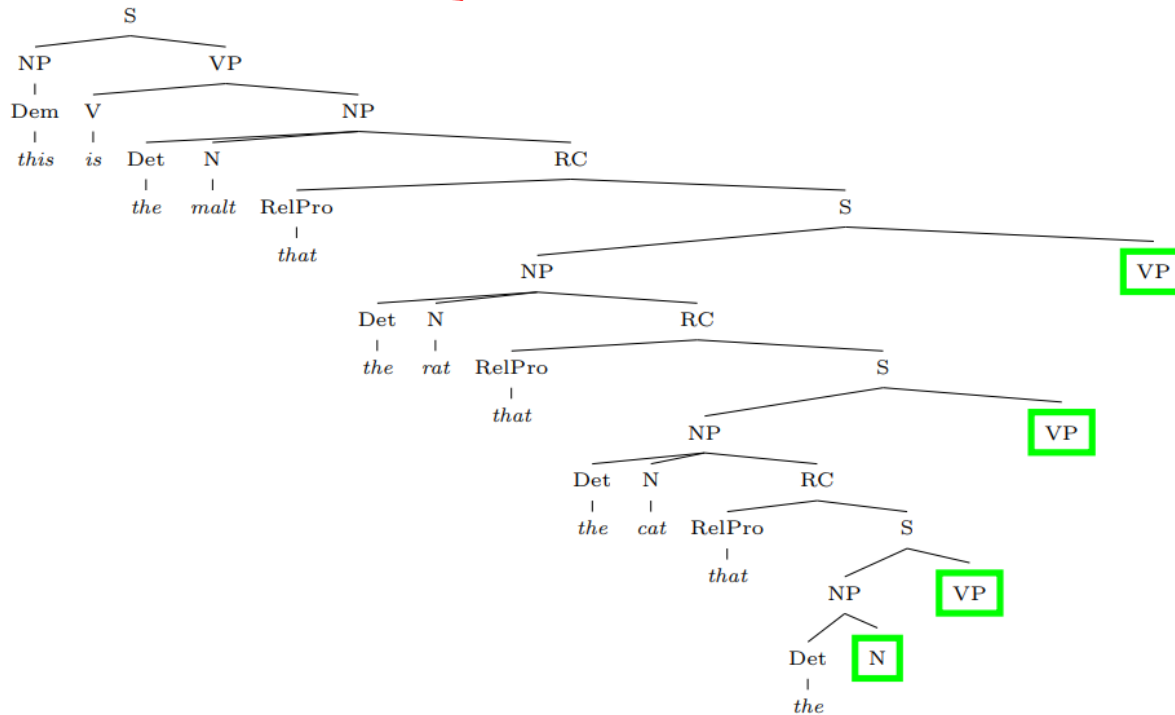 S
NP VP
Dem V NP
this is Det N RC
the malt RelPro S
that
NP VP
Det N RC
the rat RelPro S
that
NP VP
Det N RC
the cat RelPro S
that
NP VP
Det N
the